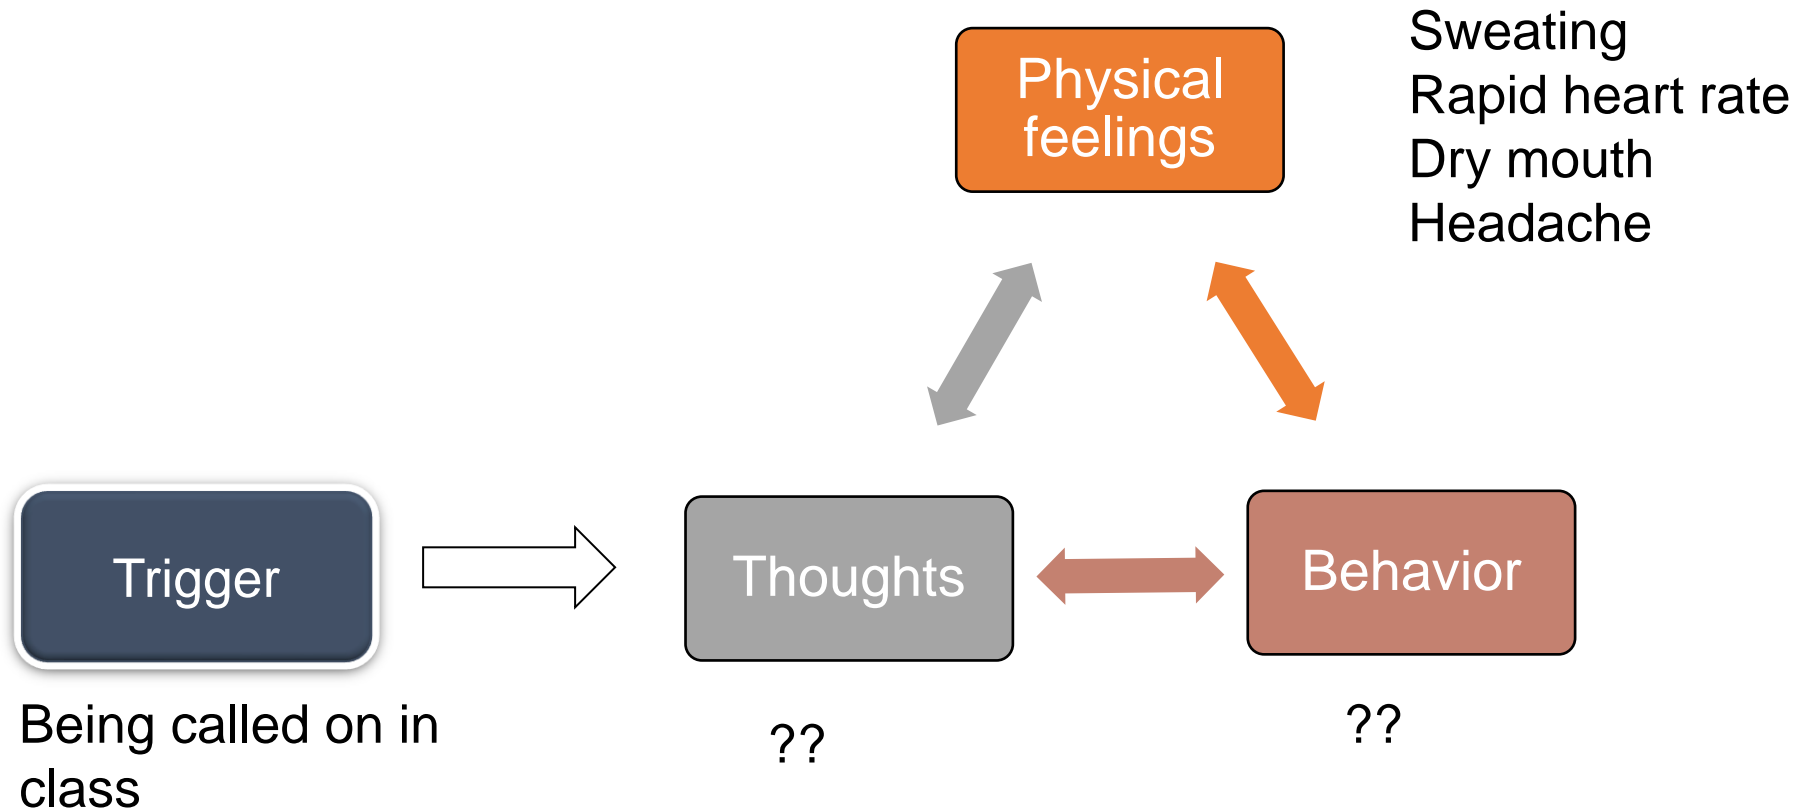 Physical
feelings
Sweating
Rapid heart rate
Dry mouth
Headache
Trigger
Thoughts
Behavior
Being called on in
class
??
??